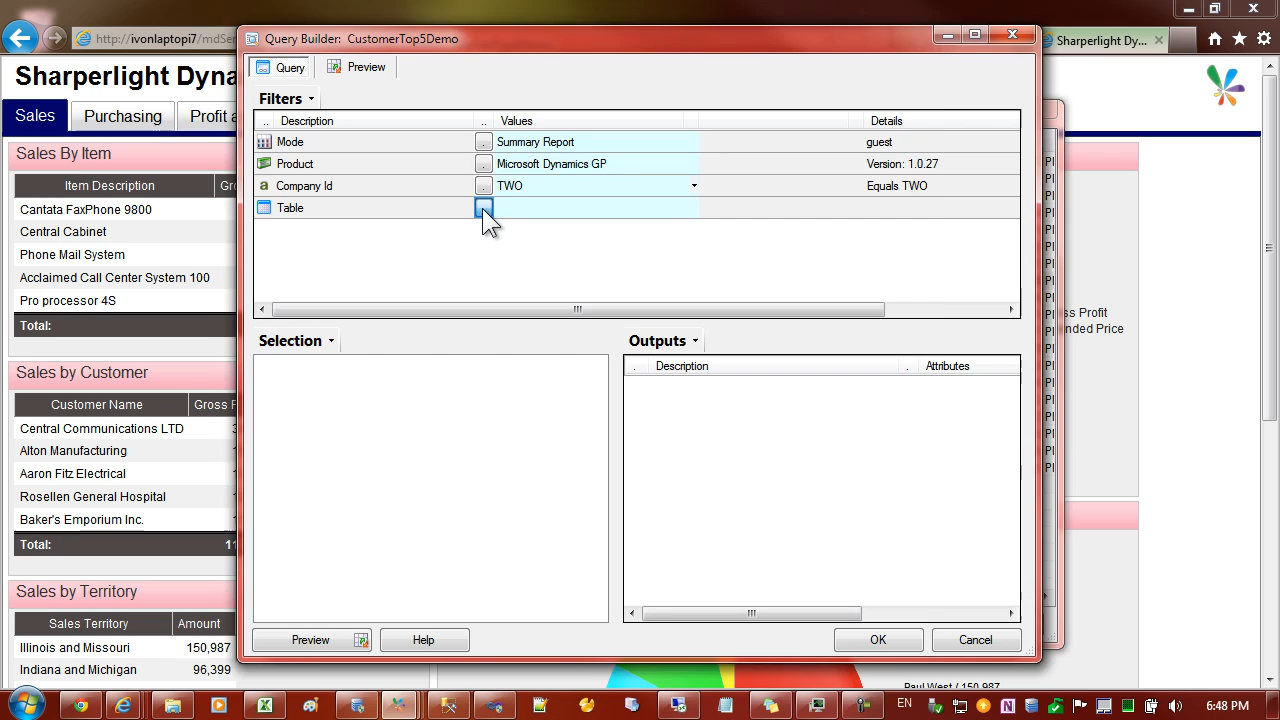 http://ivonlaptopi7/mdSer
Sharperlight Dy...
Sharperlight Dyna
Sales
Purchasing
Profit a
Sales By Item
Item Description
Gro
Cantata FaxPhone 9800
Central Cabinet
Phone Mail System
Acclaimed Call Center System 100
Pro processor 4S
Total:
Sales by Customer
Customer Name
Gross P
Central Communications LTD
Alton Manufacturing
Aaron Fitz Electrical
Rosellen General Hospital
Baker's Emporium Inc.
Total:
11
Sales by Territory
Sales Territory
Amount
Illinois and Missouri
150,987
Indiana and Michigan
96,399
Query Builder: CustomerTop5Demo
Query
Preview
Filters
Description
Values
Details
Mode
Summary Report
guest
Product
Microsoft Dynamics GP
Version: 1.0.27
Company Id
TWO
Equals TWO
Table
Selection
Outputs
Description
Attributes
Preview
Help
OK
Cancel
ss Profit
nded Price
Paul West / 150,987
EN
6:48 PM